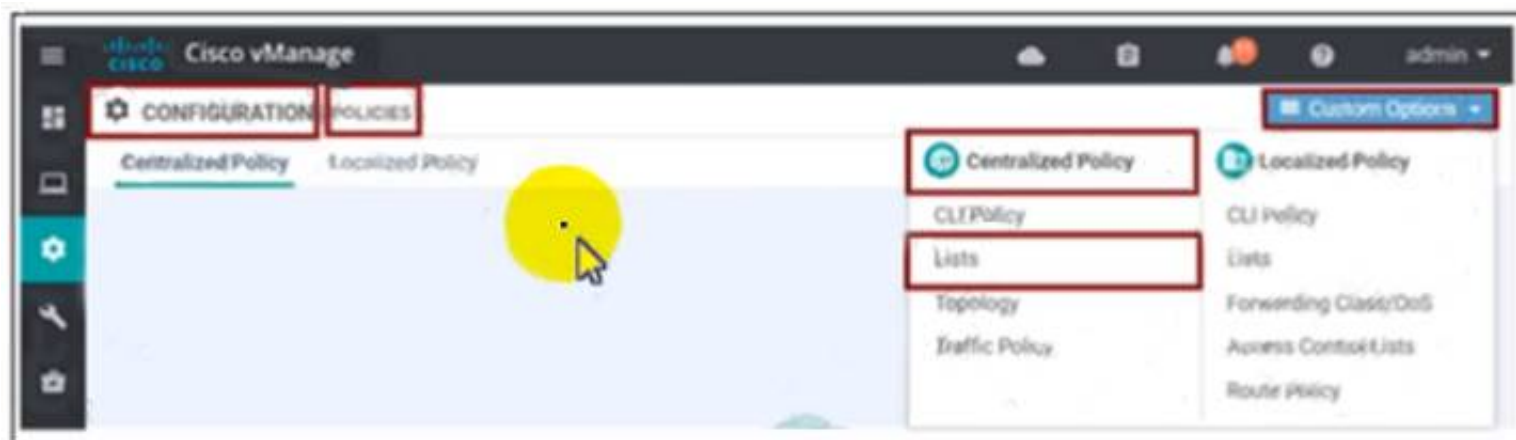 cisco Cisco vManage admin
CONFIGURATION POLICIES Custom Options
Centralized Policy Localized Policy
Centralized Policy
CLI Policy
Lists
Topology
Traffic Policy
Localized Policy
CLI Policy
Lists
Forwarding Class/QoS
Access Control Lists
Route Policy